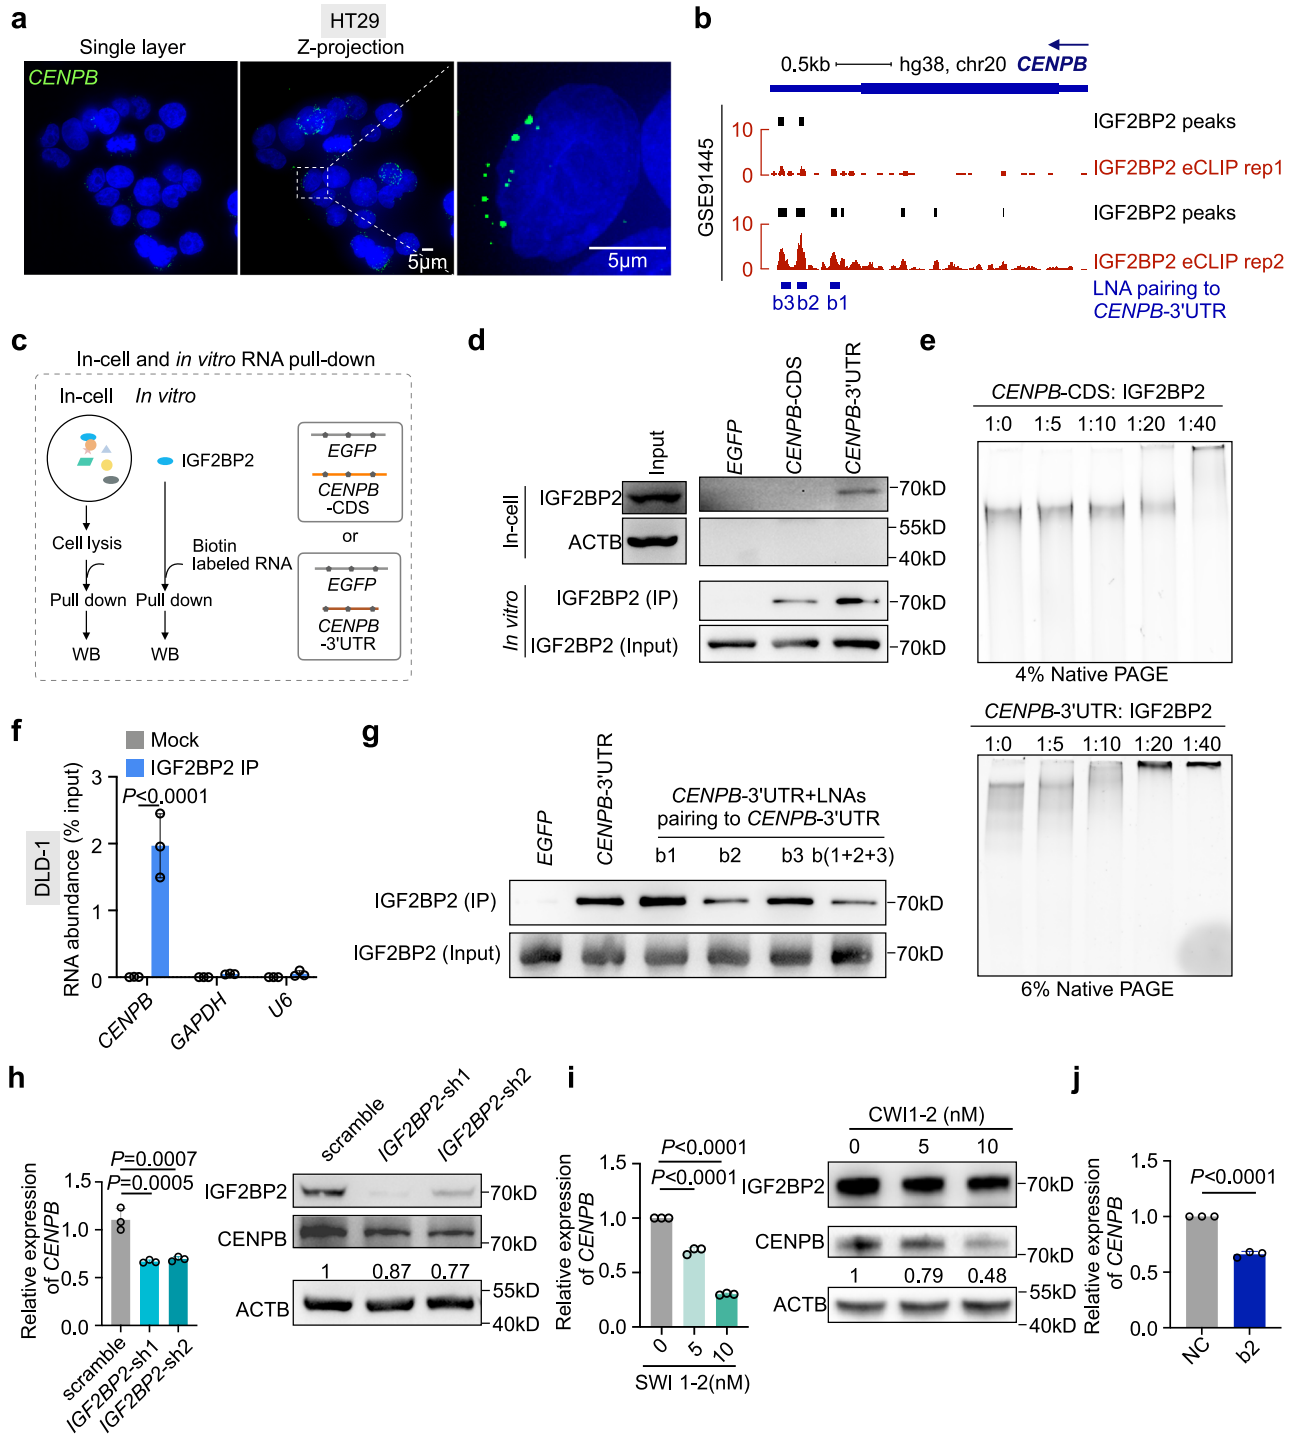 a
HT29
Single layer
Z-projection
CENPB
5μm
5μm
b
0.5kb
hg38, chr20
CENPB
GSE91445
10
0
IGF2BP2 peaks
IGF2BP2 eCLIP rep1
IGF2BP2 peaks
10
0
IGF2BP2 eCLIP rep2
b3 b2 b1
LNA pairing to
CENPB-3'UTR
c
In-cell and in vitro RNA pull-down
In-cell
In vitro
IGF2BP2
Cell lysis
Biotin
labeled RNA
Pull down
Pull down
WB
WB
EGFP
CENPB
-CDS
or
EGFP
CENPB
-3'UTR
d
Input
EGFP
CENPB-CDS
CENPB-3'UTR
In-cell
IGF2BP2
ACTB
70kD
55kD
40kD
In vitro
IGF2BP2 (IP)
70kD
IGF2BP2 (Input)
70kD
e
CENPB-CDS: IGF2BP2
1:0 1:5 1:10 1:20 1:40
4% Native PAGE
CENPB-3'UTR: IGF2BP2
1:0 1:5 1:10 1:20 1:40
6% Native PAGE
f
Mock
IGF2BP2 IP
DLD-1
RNA abundance (% input)
3
2
1
0
P<0.0001
CENPB
GAPDH
U6
g
EGFP
CENPB-3'UTR
CENPB-3'UTR+LNAs
pairing to CENPB-3'UTR
b1 b2 b3 b(1+2+3)
IGF2BP2 (IP)
70kD
IGF2BP2 (Input)
70kD
h
Relative expression
of CENPB
1.5
1.0
0.5
0.0
P=0.0007
P=0.0005
scramble
IGF2BP2-sh1
IGF2BP2-sh2
scramble
IGF2BP2-sh1
IGF2BP2-sh2
IGF2BP2
70kD
CENPB
70kD
1 0.87 0.77
ACTB
55kD
40kD
i
Relative expression
of CENPB
1.5
1.0
0.5
0.0
P<0.0001
P<0.0001
0
5
10
SWI 1-2(nM)
CWI1-2 (nM)
0 5 10
IGF2BP2
70kD
CENPB
70kD
1 0.79 0.48
ACTB
55kD
40kD
j
Relative expression
of CENPB
1.5
1.0
0.5
0.0
P<0.0001
NC
b2